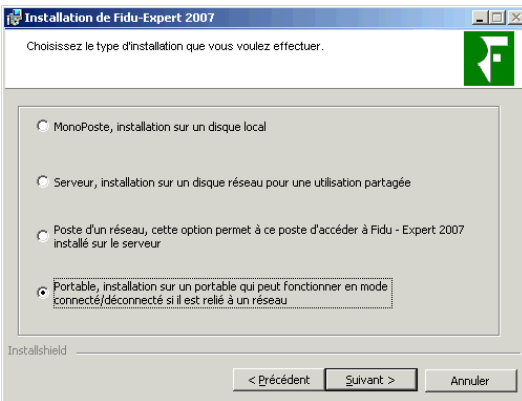 Installation de Fidu-Expert 2007
Choisissez le type d'installation que vous voulez effectuer.
MonoPoste, installation sur un disque local
Serveur, installation sur un disque réseau pour une utilisation partagée
Poste d'un réseau, cette option permet à ce poste d'accéder à Fidu - Expert 2007
installé sur le serveur
Portable, installation sur un portable qui peut fonctionner en mode
connecté/déconnecté si il est relié à un réseau
Installshield
< Précédent
Suivant >
Annuler